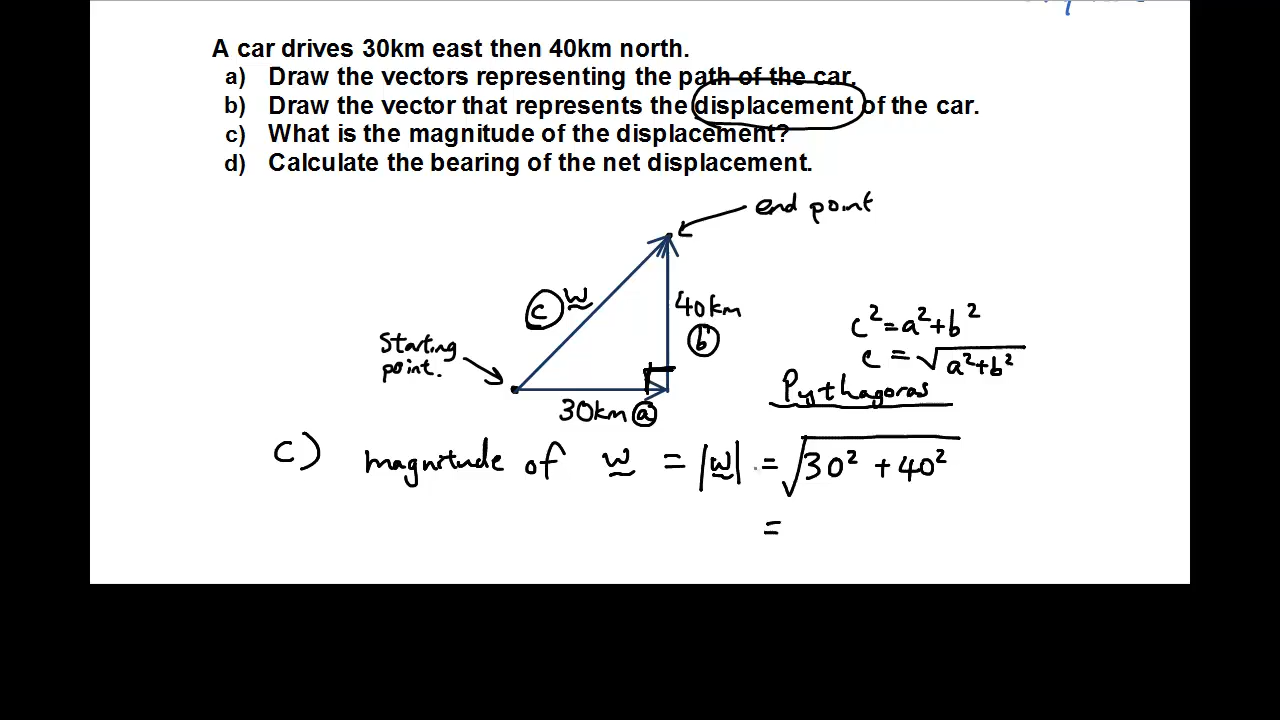 A car drives 30km east then 40km north.
a) Draw the vectors representing the path of the car.
b) Draw the vector that represents the displacement of the car.
c) What is the magnitude of the displacement?
d) Calculate the bearing of the net displacement.
end point
c w
40km
b
Starting
point.
30km a
c² = a² + b²
c = √a² + b²
Pythagoras
c) magnitude of w = |w| = √30² + 40²
=